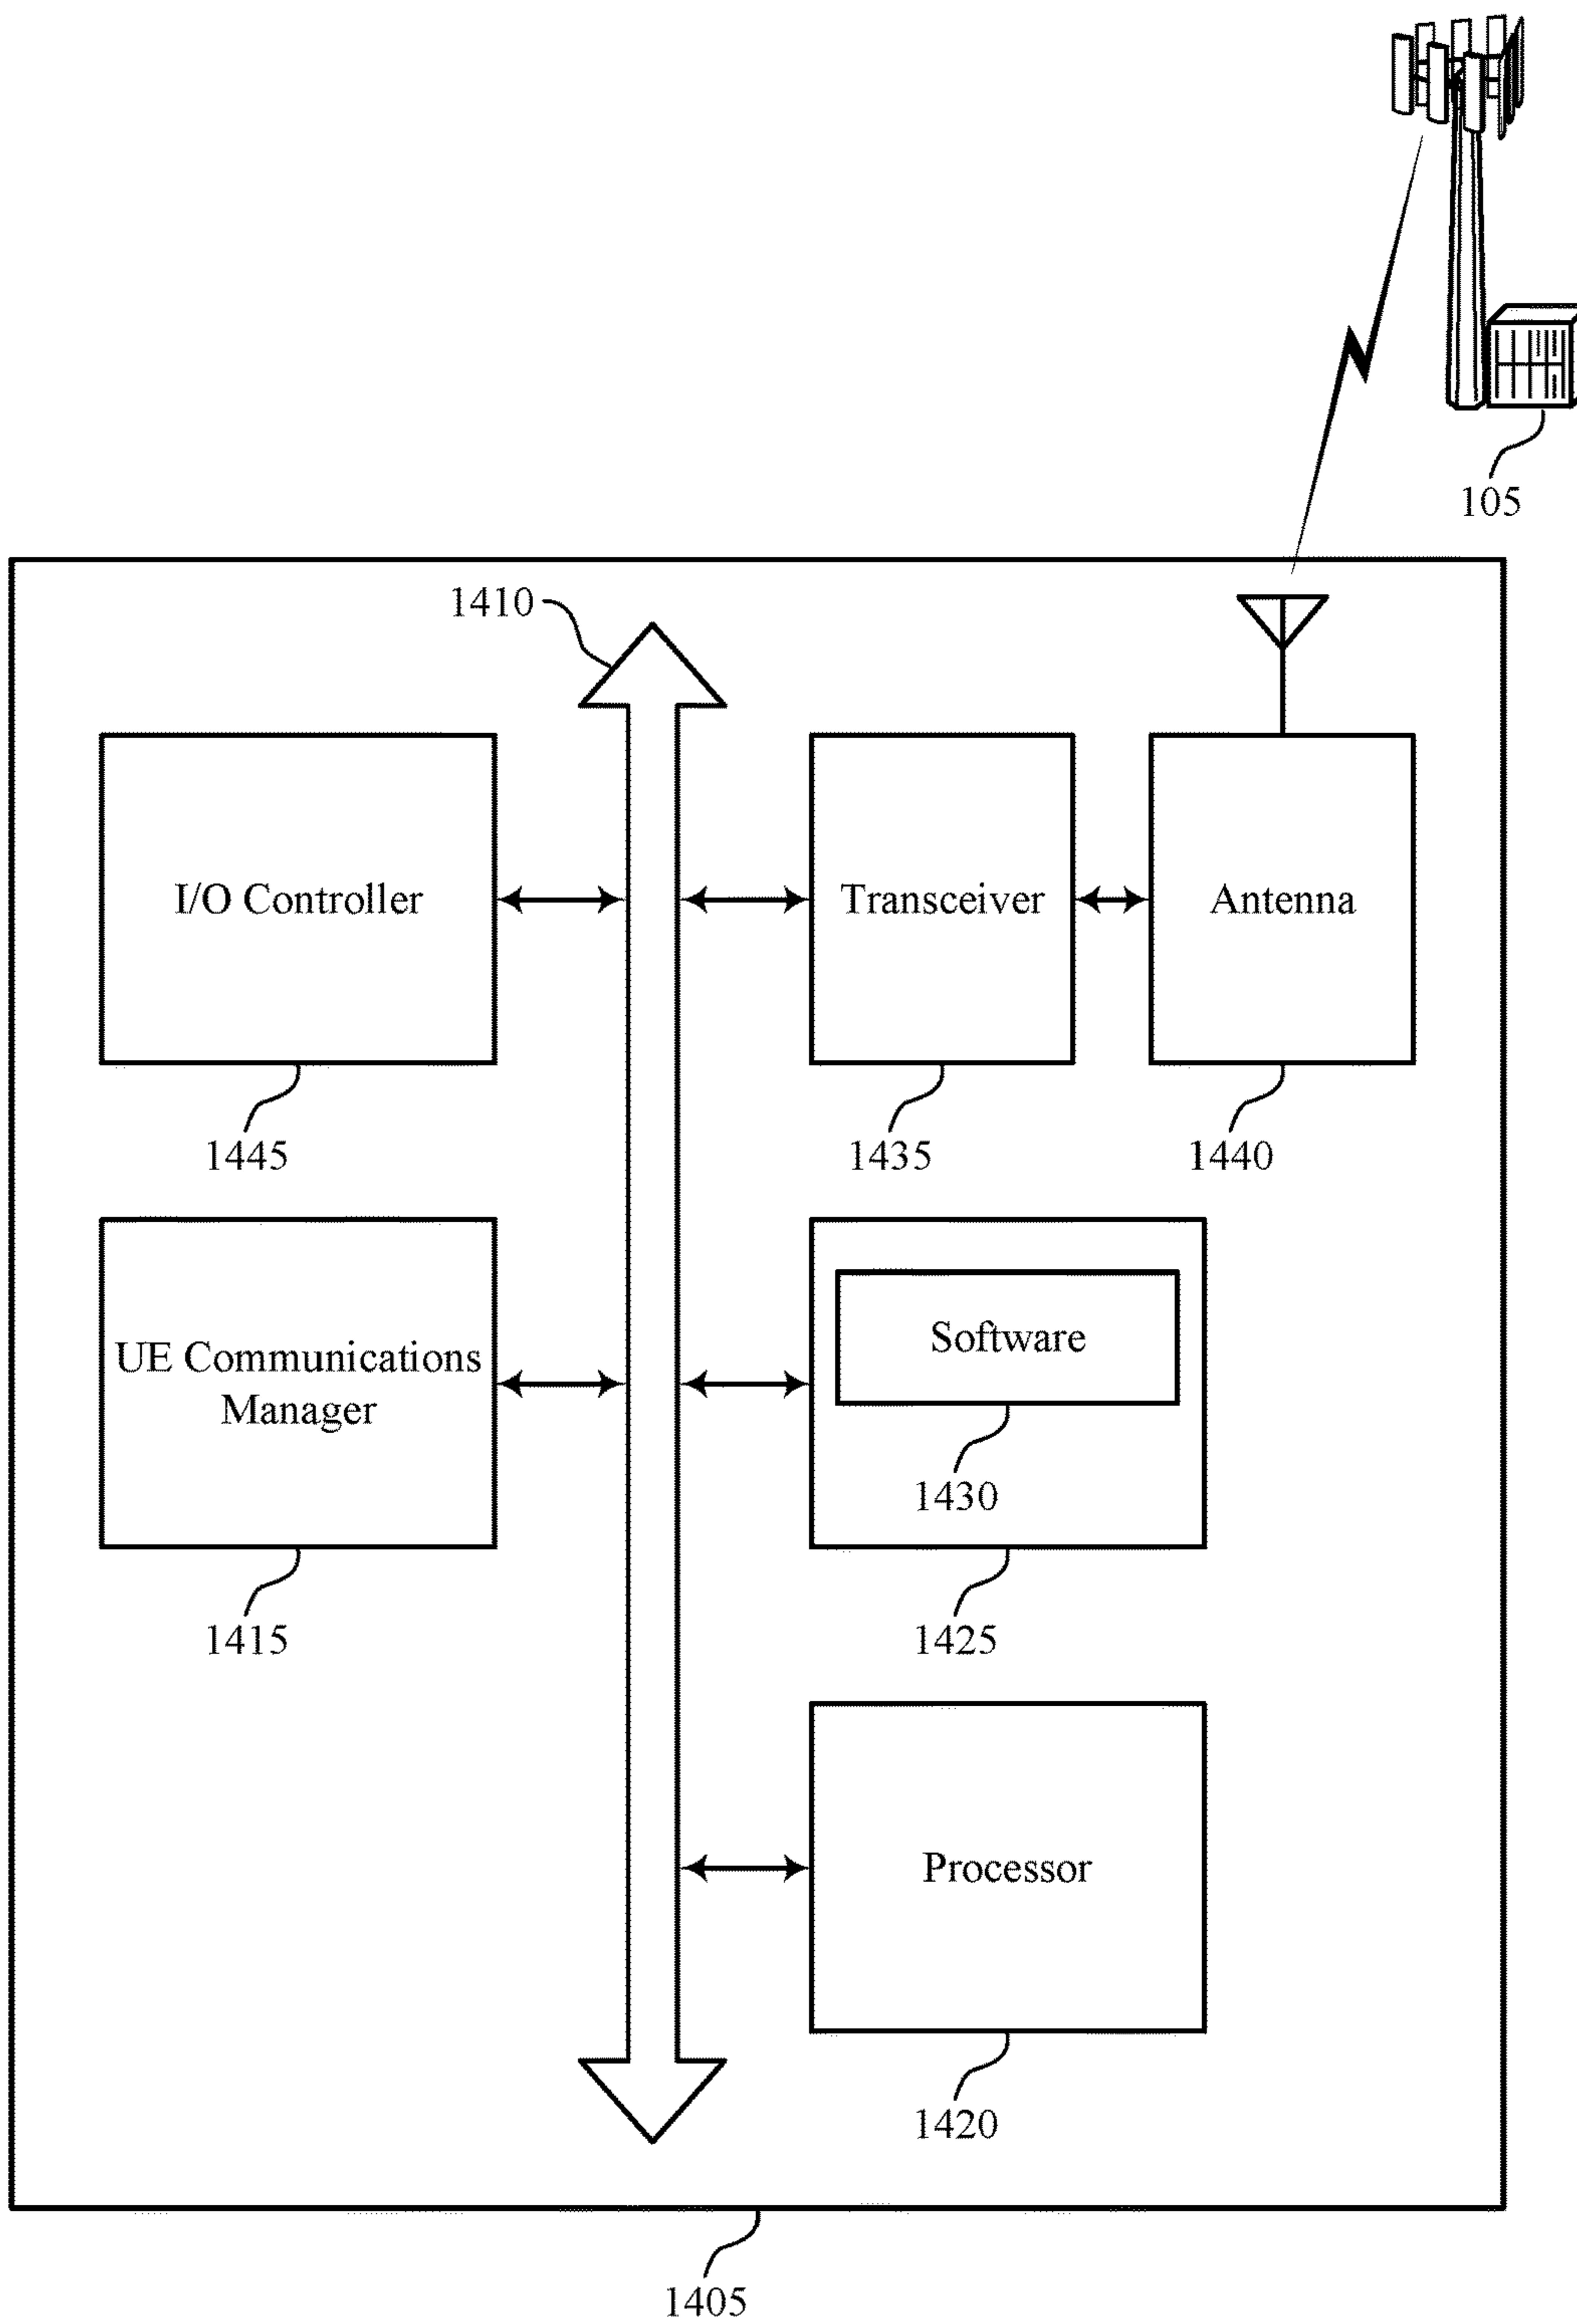 105
1410
I/O Controller
Transceiver
Antenna
1445
1435
1440
UE Communications
Manager
Software
1430
1415
1425
Processor
1420
1405